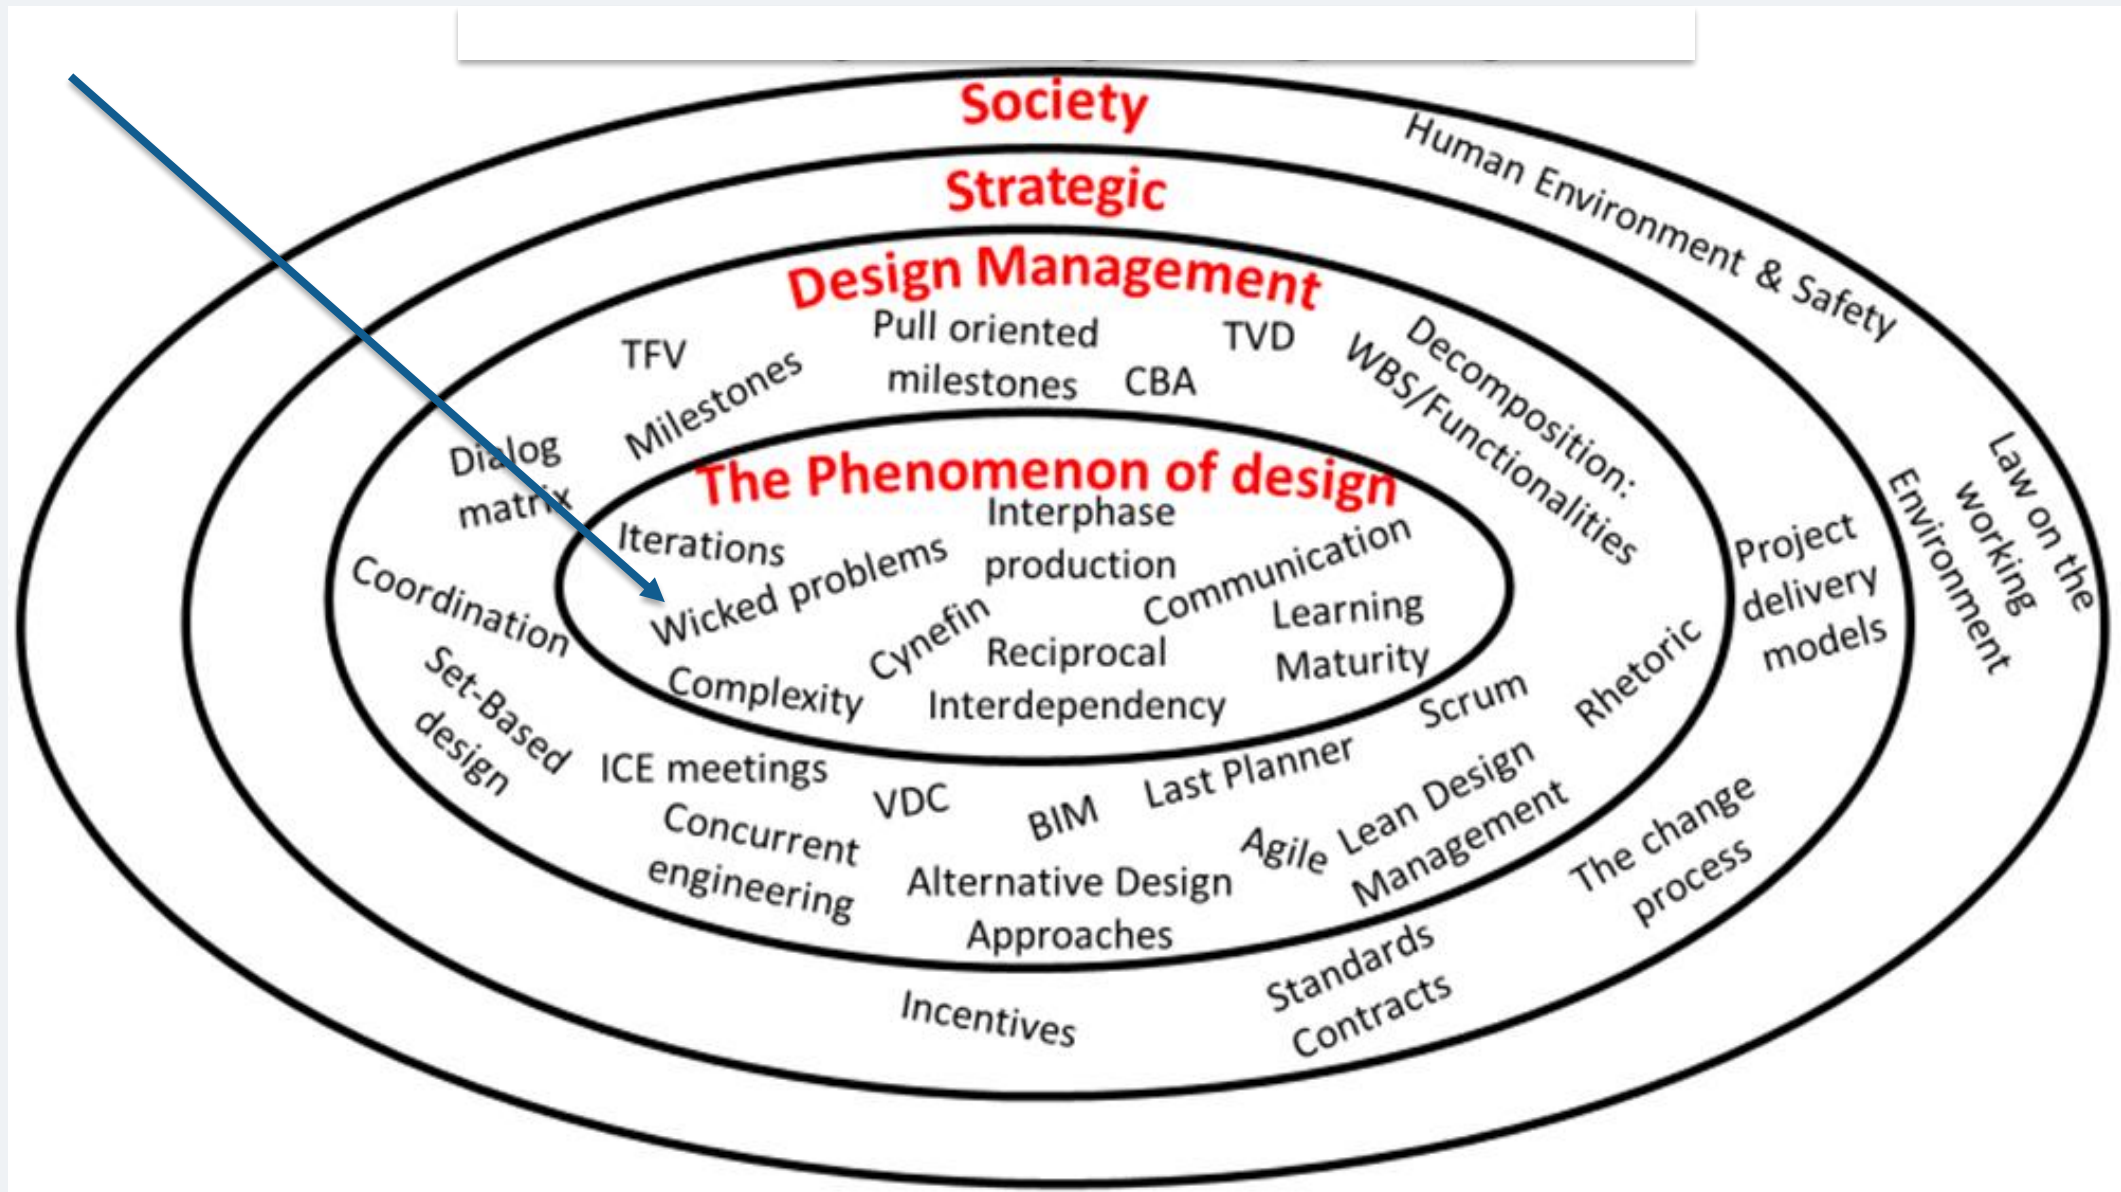 Society
Human Environment & Safety
Strategic
Design Management
TFV
Milestones
Pull oriented
milestones
CBA
TVD
Decomposition:
WBS/Functionalities
Dialog
matrix
The Phenomenon of design
Iterations
Wicked problems
Interphase
production
Communication
Cynefin
Learning
Maturity
Reciprocal
Interdependency
Complexity
Coordination
Set-Based
design
ICE meetings
VDC
BIM
Last Planner
Scrum
Rhetoric
Concurrent
engineering
Alternative Design
Approaches
Agile
Lean Design
Management
Project
delivery
models
Law on the
working
Environment
The change
process
Standards
Contracts
Incentives